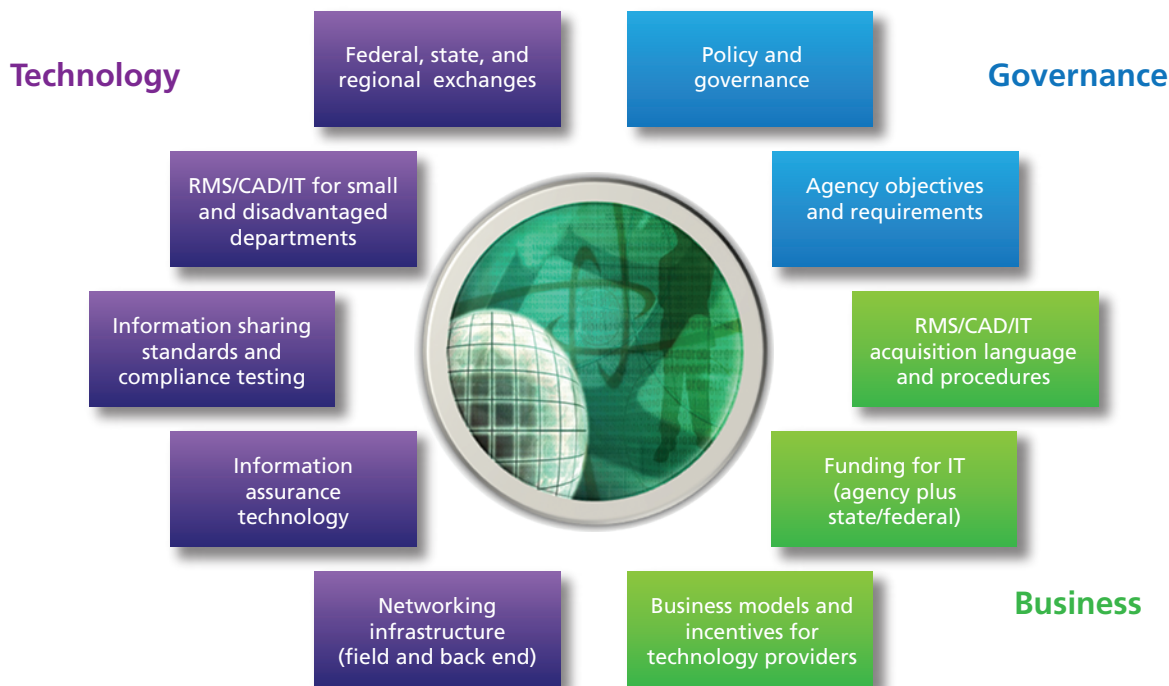 Technology
Federal, state, and
regional exchanges
Policy and
governance
Governance
RMS/CAD/IT for small
and disadvantaged
departments
Agency objectives
and requirements
Information sharing
standards and
compliance testing
RMS/CAD/IT
acquisition language
and procedures
Information
assurance
technology
Funding for IT
(agency plus
state/federal)
Networking
infrastructure
(field and back end)
Business models and
incentives for
technology providers
Business